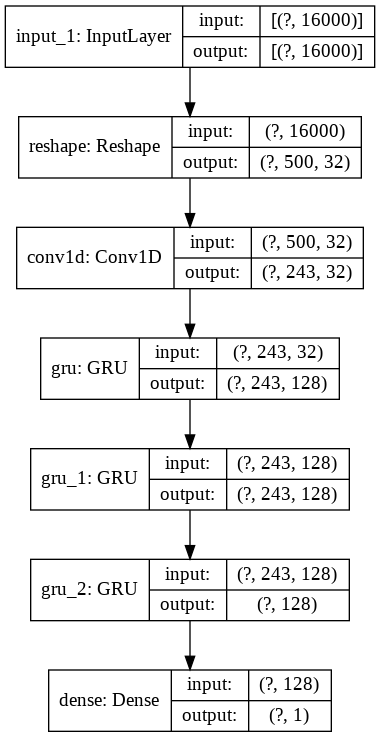 input_1: InputLayer
input: [(?, 16000)]
output: [(?, 16000)]
reshape: Reshape
input: (?, 16000)
output: (?, 500, 32)
conv1d: Conv1D
input: (?, 500, 32)
output: (?, 243, 32)
gru: GRU
input: (?, 243, 32)
output: (?, 243, 128)
gru_1: GRU
input: (?, 243, 128)
output: (?, 243, 128)
gru_2: GRU
input: (?, 243, 128)
output: (?, 128)
dense: Dense
input: (?, 128)
output: (?, 1)